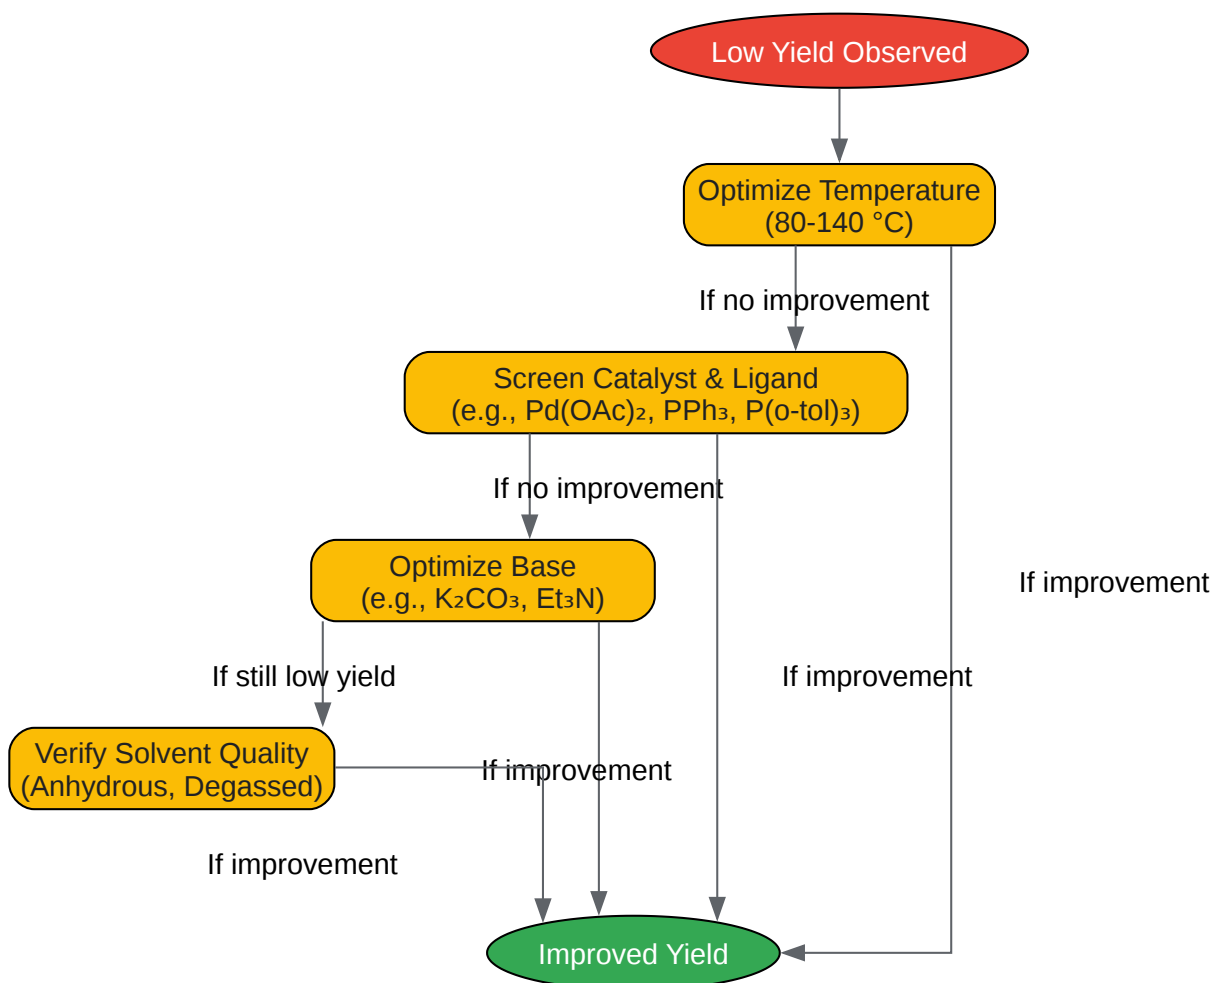 Low Yield Observed
Optimize Temperature
(80-140 °C)
If no improvement
Screen Catalyst & Ligand
(e.g., Pd(OAc)₂, PPh₃, P(o-tol)₃)
If no improvement
Optimize Base
(e.g., K₂CO₃, Et₃N)
If improvement
If still low yield
If improvement
Verify Solvent Quality
(Anhydrous, Degassed)
If improvement
If improvement
Improved Yield